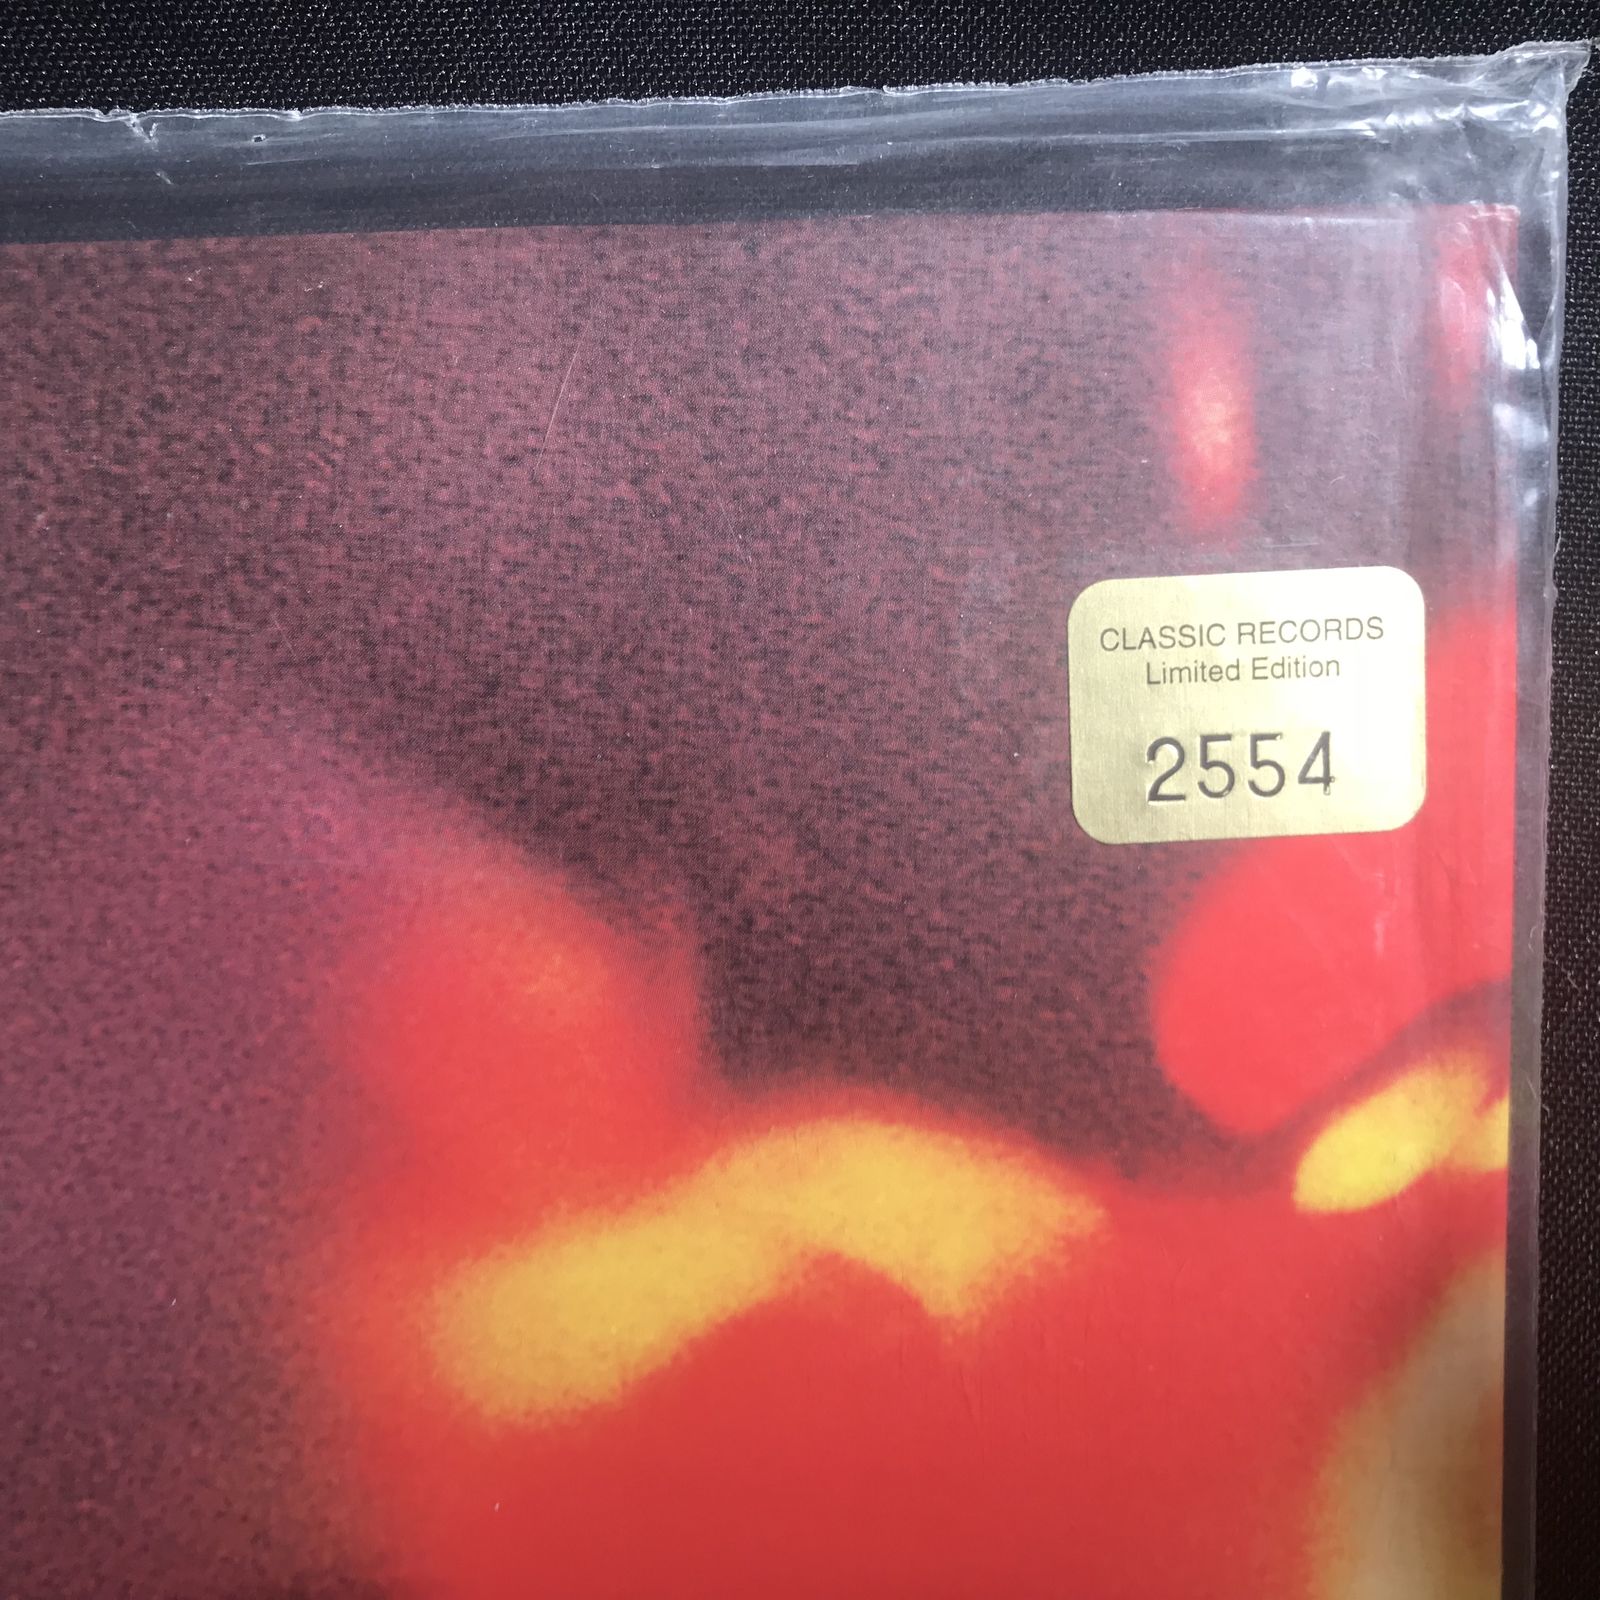 CLASSIC RECORDS
Limited Edition
2554